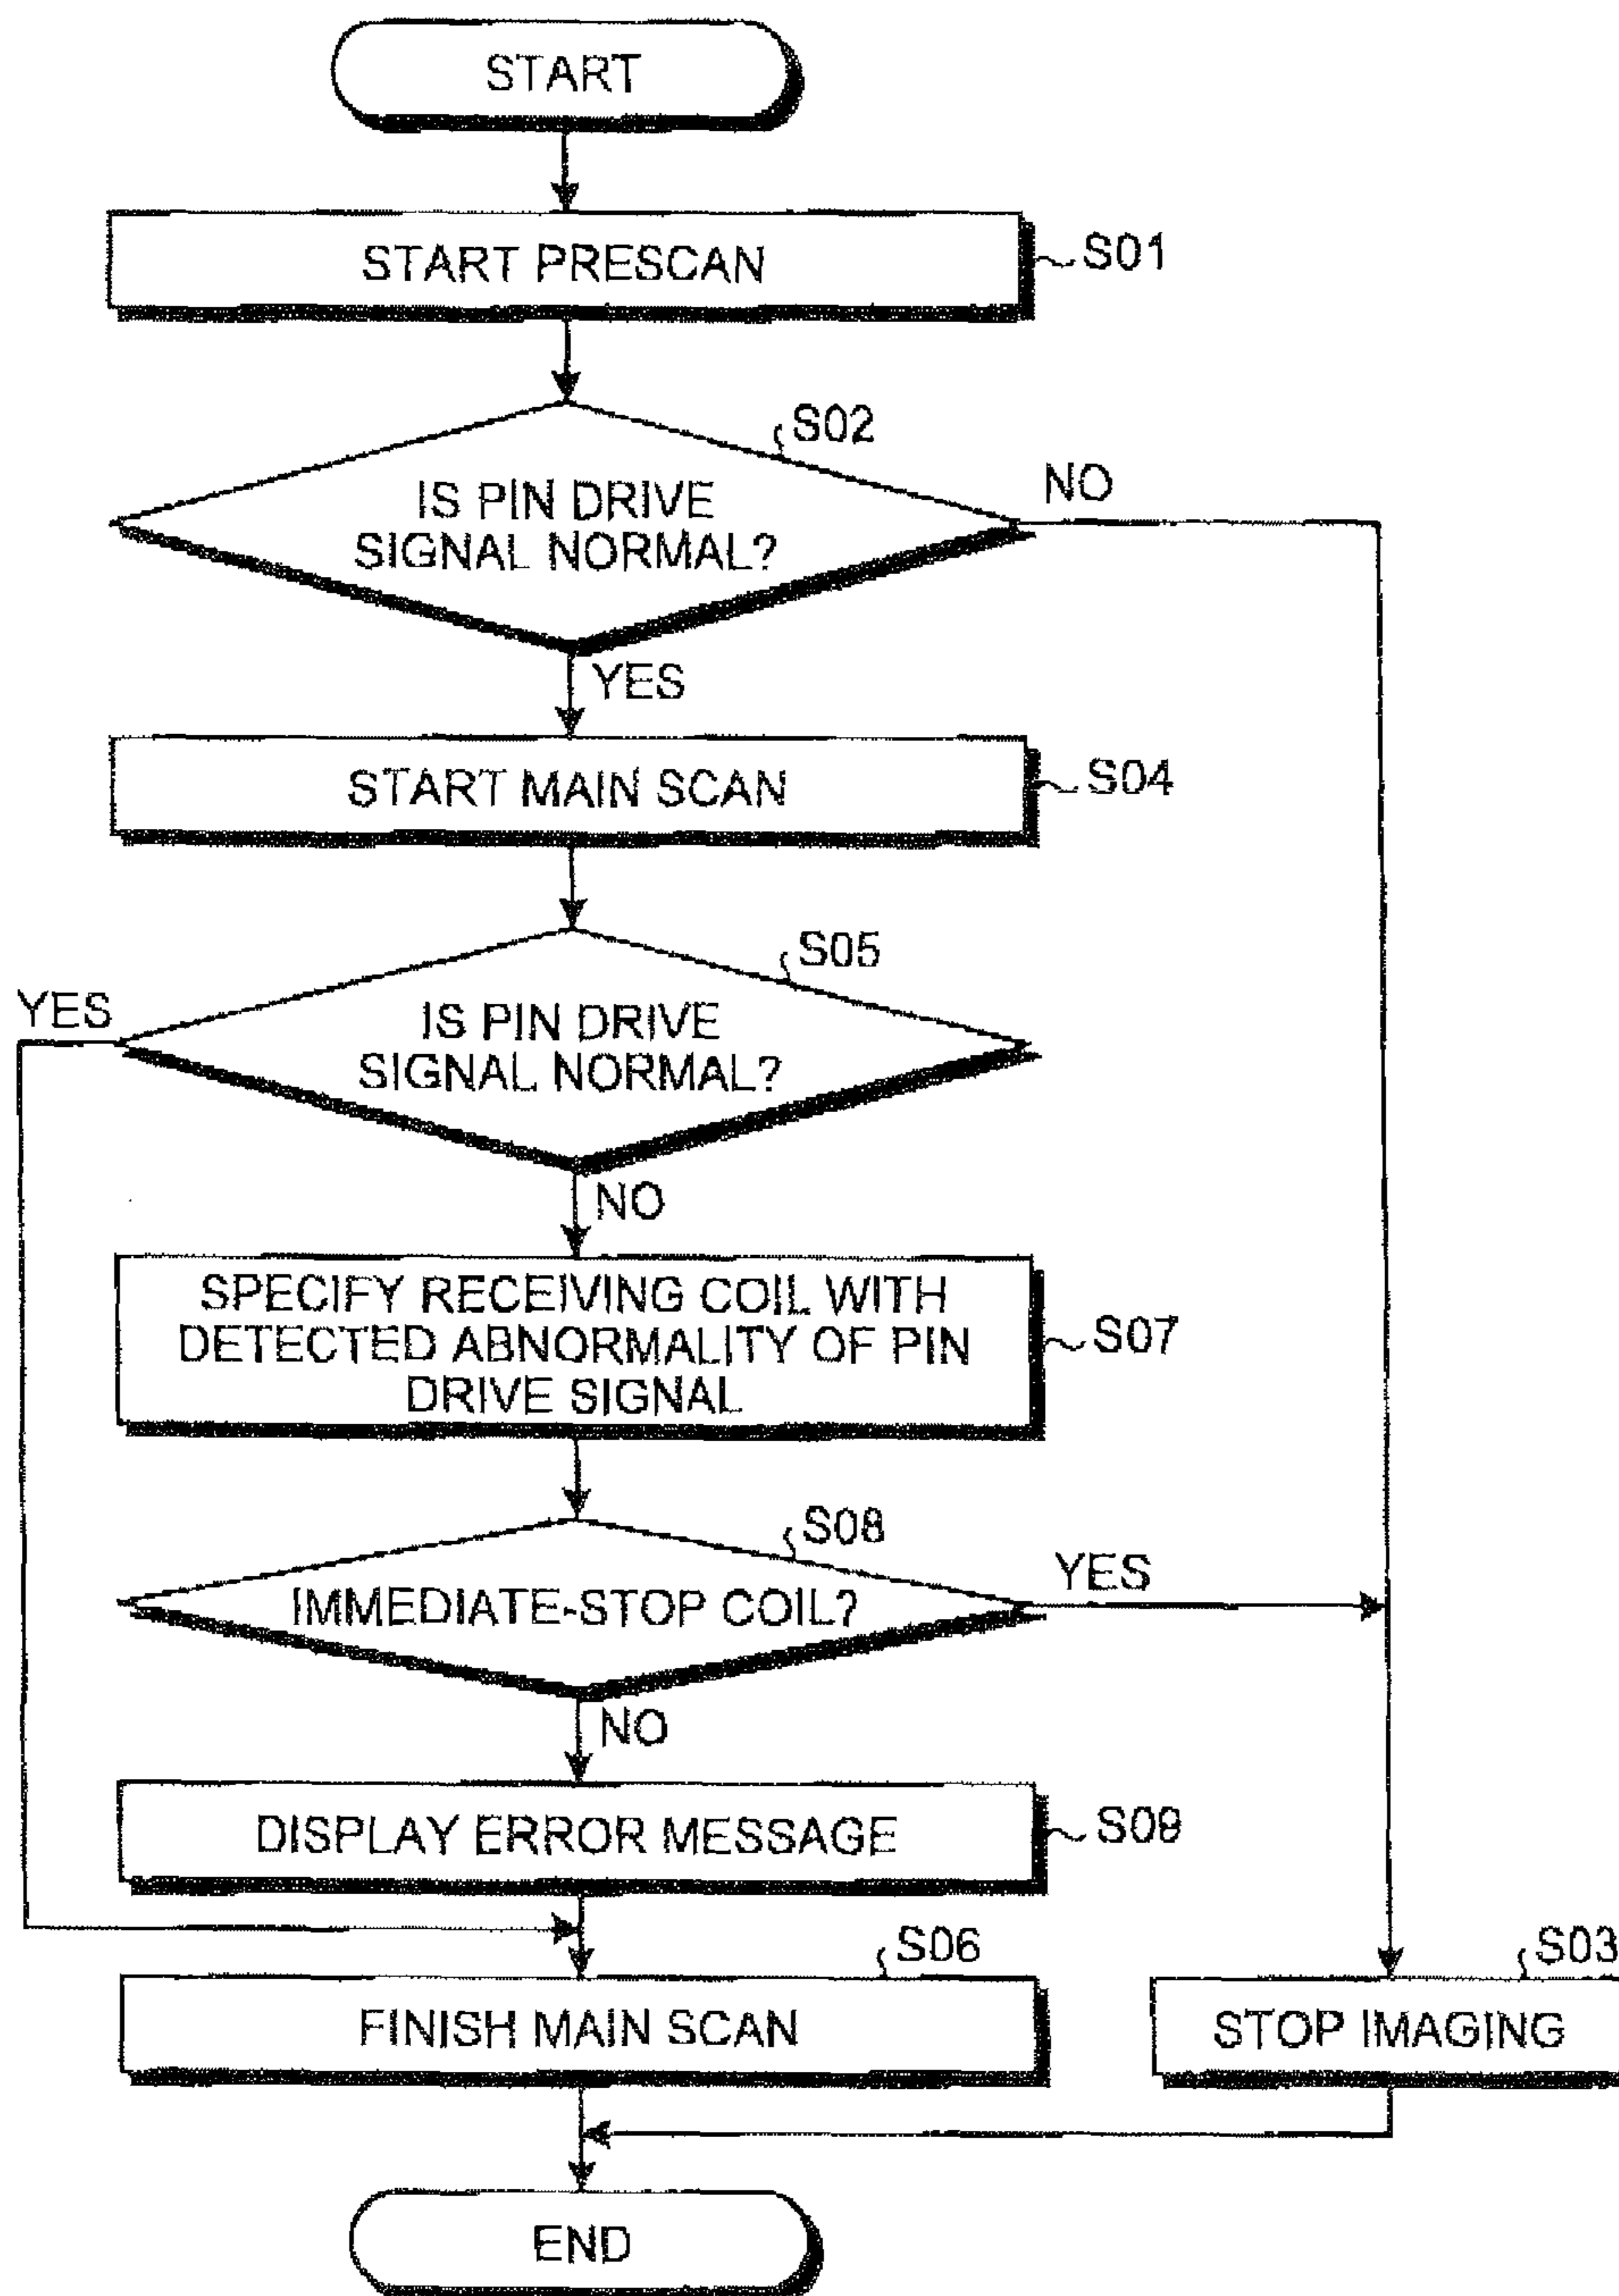 START
START PRESCAN
S01
S02
IS PIN DRIVE
SIGNAL NORMAL?
NO
YES
START MAIN SCAN
S04
S05
YES
IS PIN DRIVE
SIGNAL NORMAL?
NO
SPECIFY RECEIVING COIL WITH
DETECTED ABNORMALITY OF PIN
DRIVE SIGNAL
S07
S08
IMMEDIATE-STOP COIL?
YES
NO
DISPLAY ERROR MESSAGE
S09
S06
FINISH MAIN SCAN
S03
STOP IMAGING
END